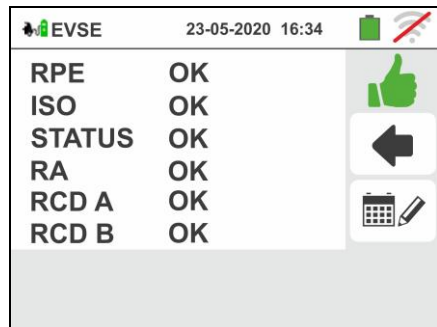 EVSE 23-05-2020 16:34
RPE OK
ISO OK
STATUS OK
RA OK
RCD A OK
RCD B OK